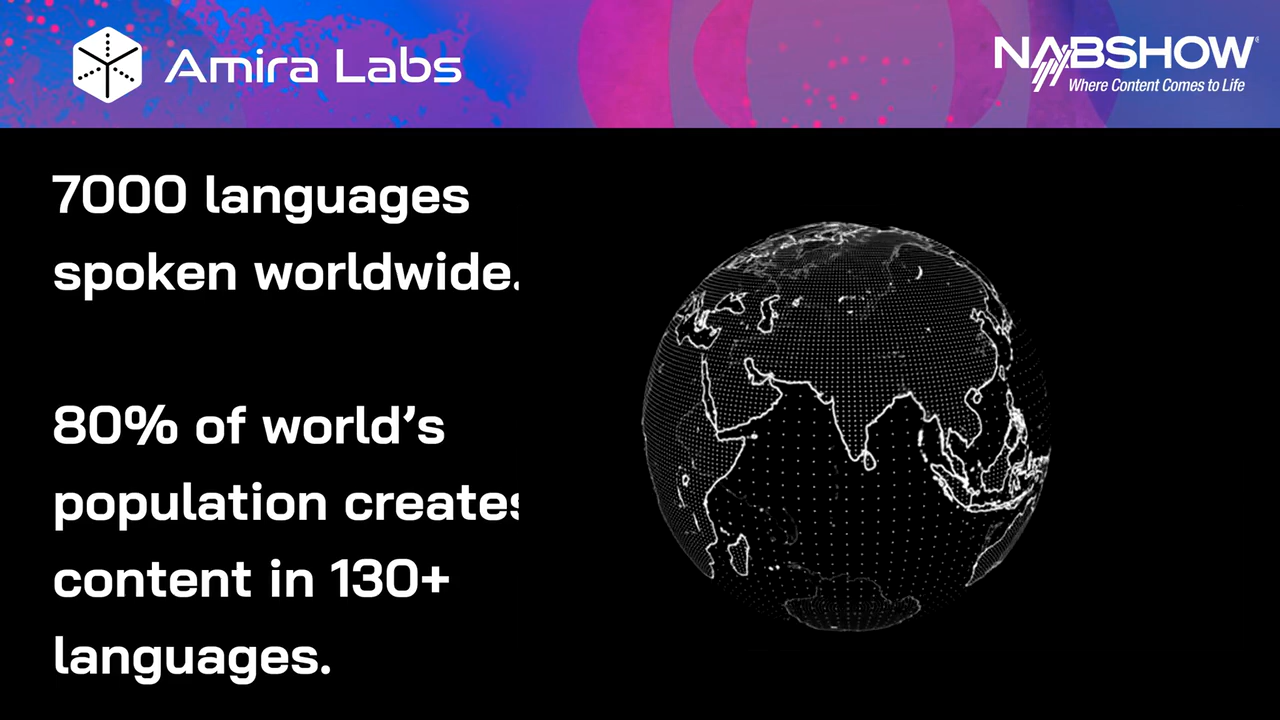 Amira Labs
NABSHOW
Where Content Comes to Life
7000 languages
spoken worldwide.
80% of world’s
population creates
content in 130+
languages.